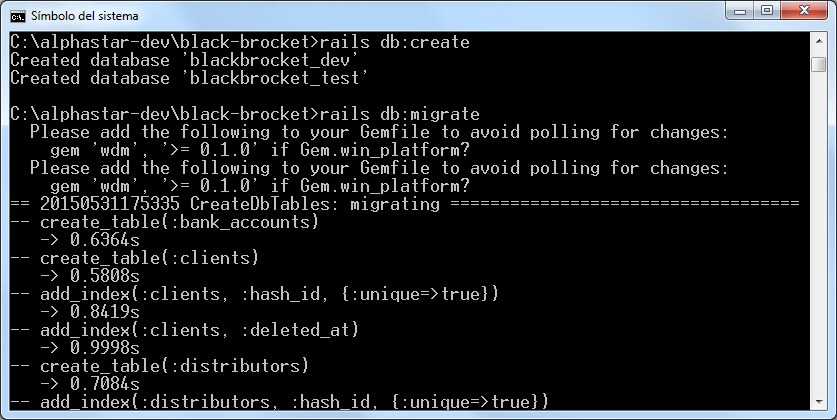 Símbolo del sistema
C:\alphastar-dev\black-brocket>rails db:create
Created database 'blackbrocket_dev'
Created database 'blackbrocket_test'
C:\alphastar-dev\black-brocket>rails db:migrate
  Please add the following to your Gemfile to avoid polling for changes:
    gem 'wdm', '>= 0.1.0' if Gem.win_platform?
  Please add the following to your Gemfile to avoid polling for changes:
    gem 'wdm', '>= 0.1.0' if Gem.win_platform?
== 20150531175335 CreateDbTables: migrating ===================================
-- create_table(:bank_accounts)
   -> 0.6364s
-- create_table(:clients)
   -> 0.5808s
-- add_index(:clients, :hash_id, {:unique=>true})
   -> 0.8419s
-- add_index(:clients, :deleted_at)
   -> 0.9998s
-- create_table(:distributors)
   -> 0.7084s
-- add_index(:distributors, :hash_id, {:unique=>true})